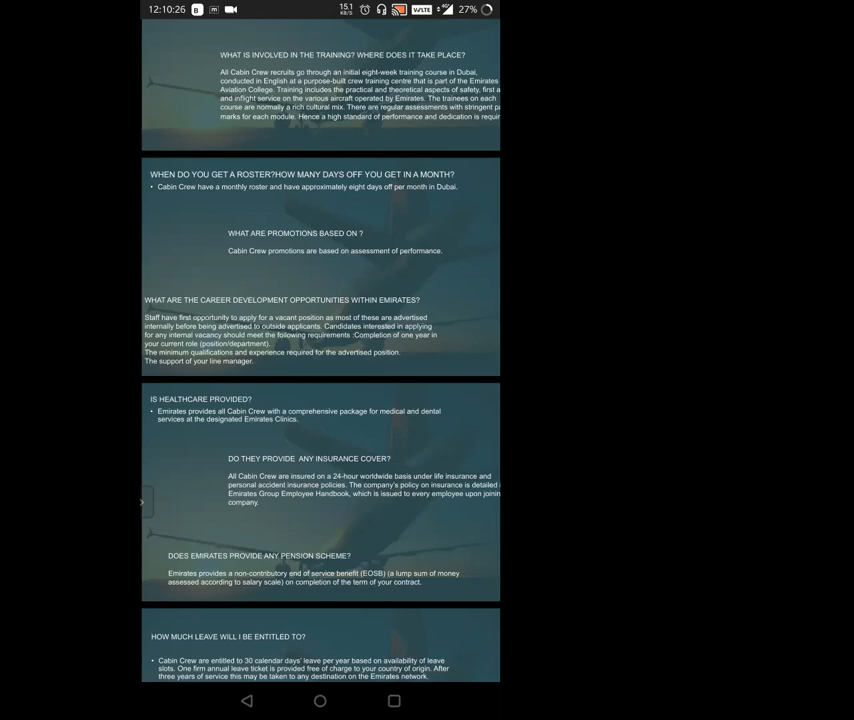 12:10:26 B m 15.1 KB/S VoLTE 4G 27%
WHAT IS INVOLVED IN THE TRAINING? WHERE DOES IT TAKE PLACE?
All Cabin Crew recruits go through an initial eight-week training course in Dubai,
conducted in English at a purpose-built crew training centre that is part of the Emirates
Aviation College. Training includes the practical and theoretical aspects of safety, first a
and inflight service on the various aircraft operated by Emirates. The trainees on each
course are normally a rich cultural mix. There are regular assessments with stringent p
marks for each module. Hence a high standard of performance and dedication is requir
WHEN DO YOU GET A ROSTER?HOW MANY DAYS OFF YOU GET IN A MONTH?
• Cabin Crew have a monthly roster and have approximately eight days off per month in Dubai.
WHAT ARE PROMOTIONS BASED ON ?
Cabin Crew promotions are based on assessment of performance.
WHAT ARE THE CAREER DEVELOPMENT OPPORTUNITIES WITHIN EMIRATES?
Staff have first opportunity to apply for a vacant position as most of these are advertised
internally before being advertised to outside applicants. Candidates interested in applying
for any internal vacancy should meet the following requirements :Completion of one year in
your current role (position/department).
The minimum qualifications and experience required for the advertised position.
The support of your line manager.
IS HEALTHCARE PROVIDED?
• Emirates provides all Cabin Crew with a comprehensive package for medical and dental
services at the designated Emirates Clinics.
DO THEY PROVIDE ANY INSURANCE COVER?
All Cabin Crew are insured on a 24-hour worldwide basis under life insurance and
personal accident insurance policies. The company's policy on insurance is detailed
Emirates Group Employee Handbook, which is issued to every employee upon joinin
company.
DOES EMIRATES PROVIDE ANY PENSION SCHEME?
Emirates provides a non-contributory end of service benefit (EOSB) (a lump sum of money
assessed according to salary scale) on completion of the term of your contract.
HOW MUCH LEAVE WILL I BE ENTITLED TO?
• Cabin Crew are entitled to 30 calendar days' leave per year based on availability of leave
slots. One firm annual leave ticket is provided free of charge to your country of origin. After
three years of service this may be taken to any destination on the Emirates network.